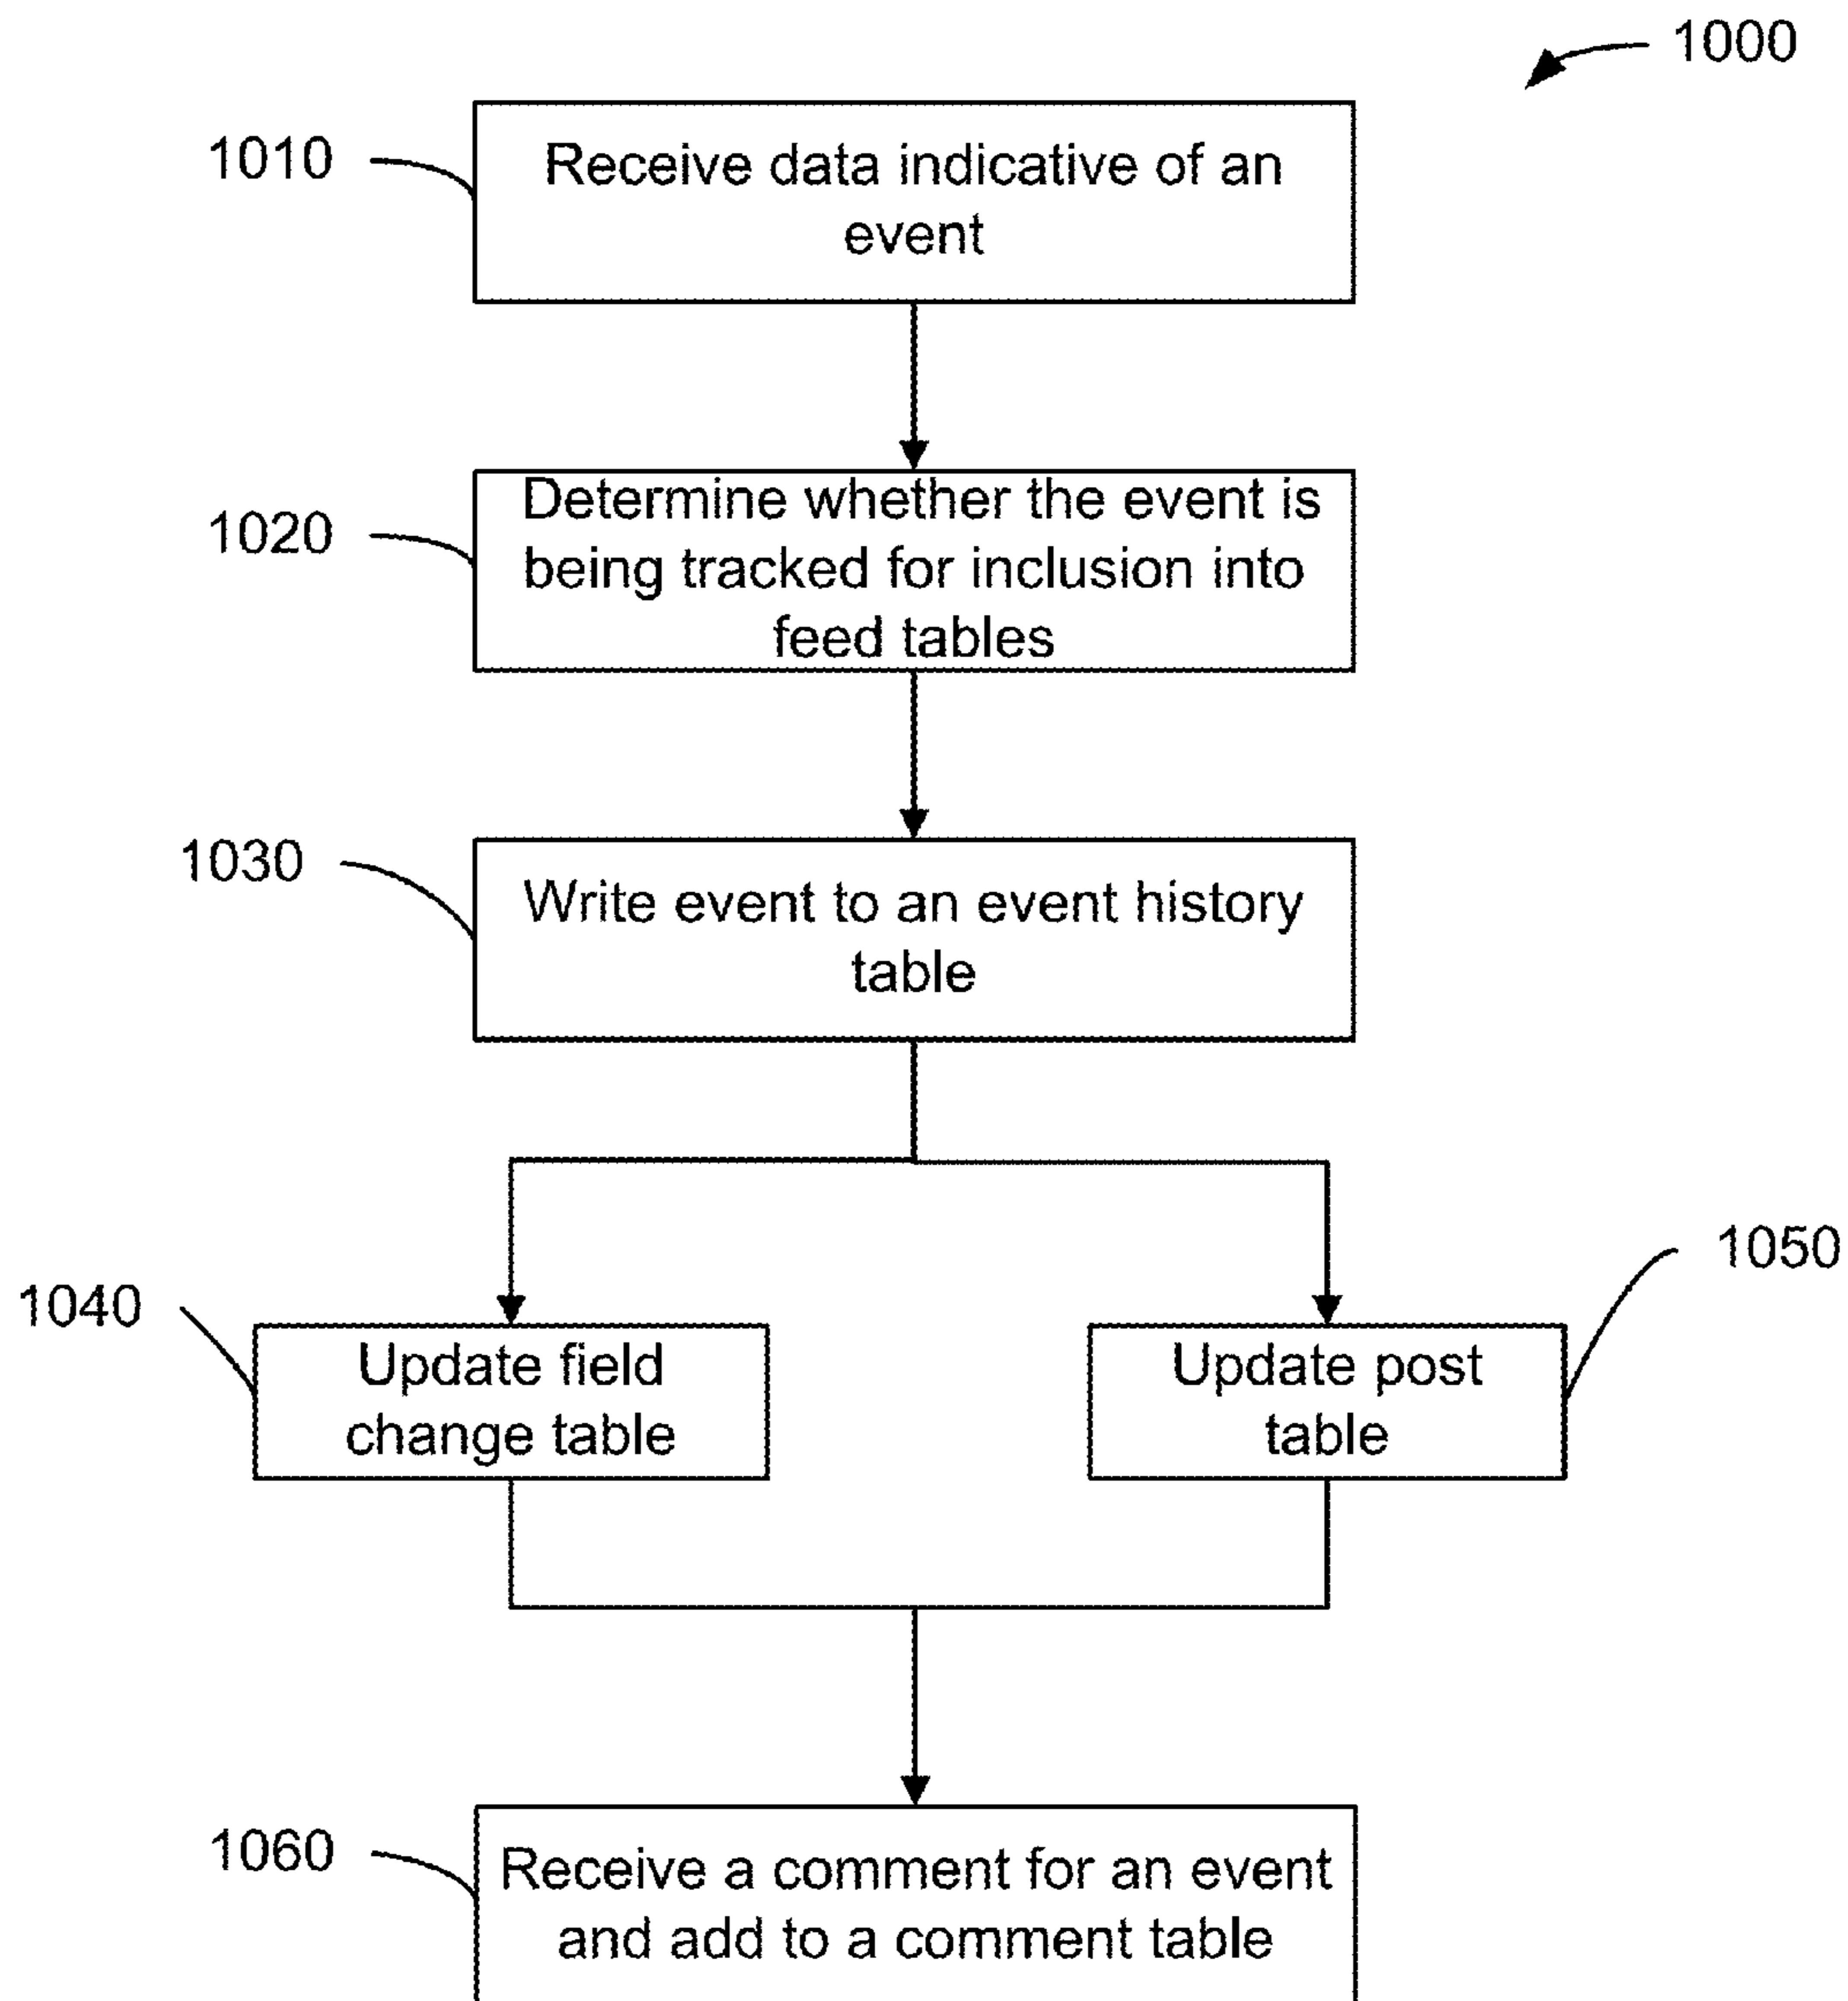 1000
1010
Receive data indicative of an
event
1020
Determine whether the event is
being tracked for inclusion into
feed tables
1030
Write event to an event history
table
1040
Update field
change table
1050
Update post
table
1060
Receive a comment for an event
and add to a comment table